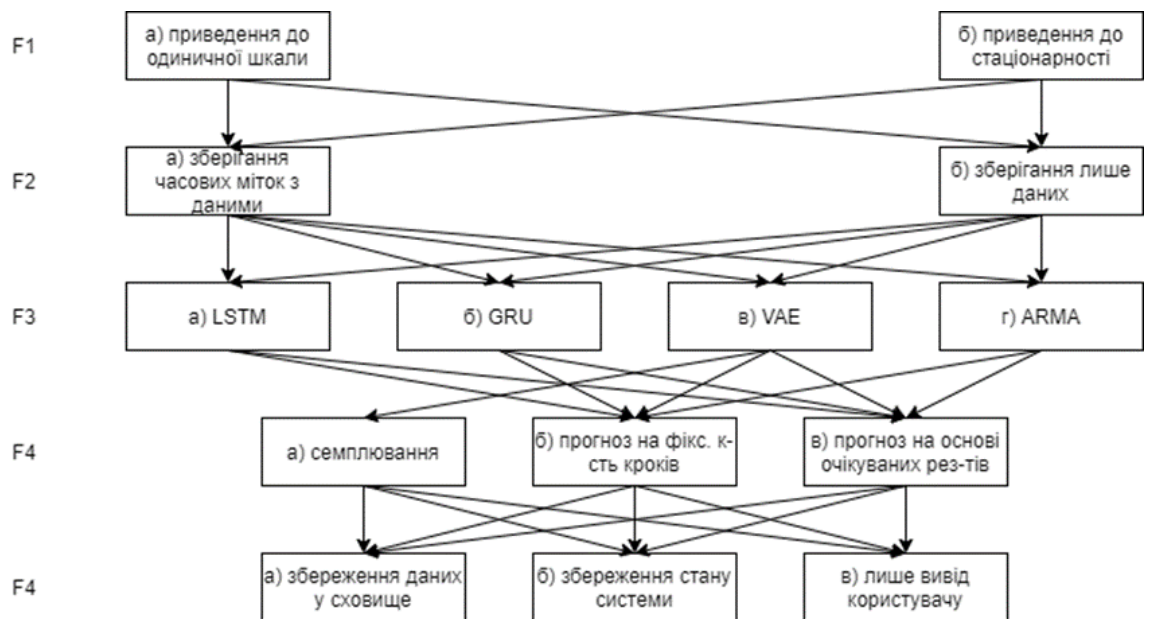 F1
а) приведення до
одиничної шкали
б) приведення до
стаціонарності
F2
а) зберігання
часових міток з
даними
б) зберігання лише
даних
F3
а) LSTM
б) GRU
в) VAE
г) ARMA
F4
а) семплювання
б) прогноз на фікс. к-
сть кроків
в) прогноз на основі
очікуваних рез-тів
F4
а) збереження даних
у сховище
б) збереження стану
системи
в) лише вивід
користувачу